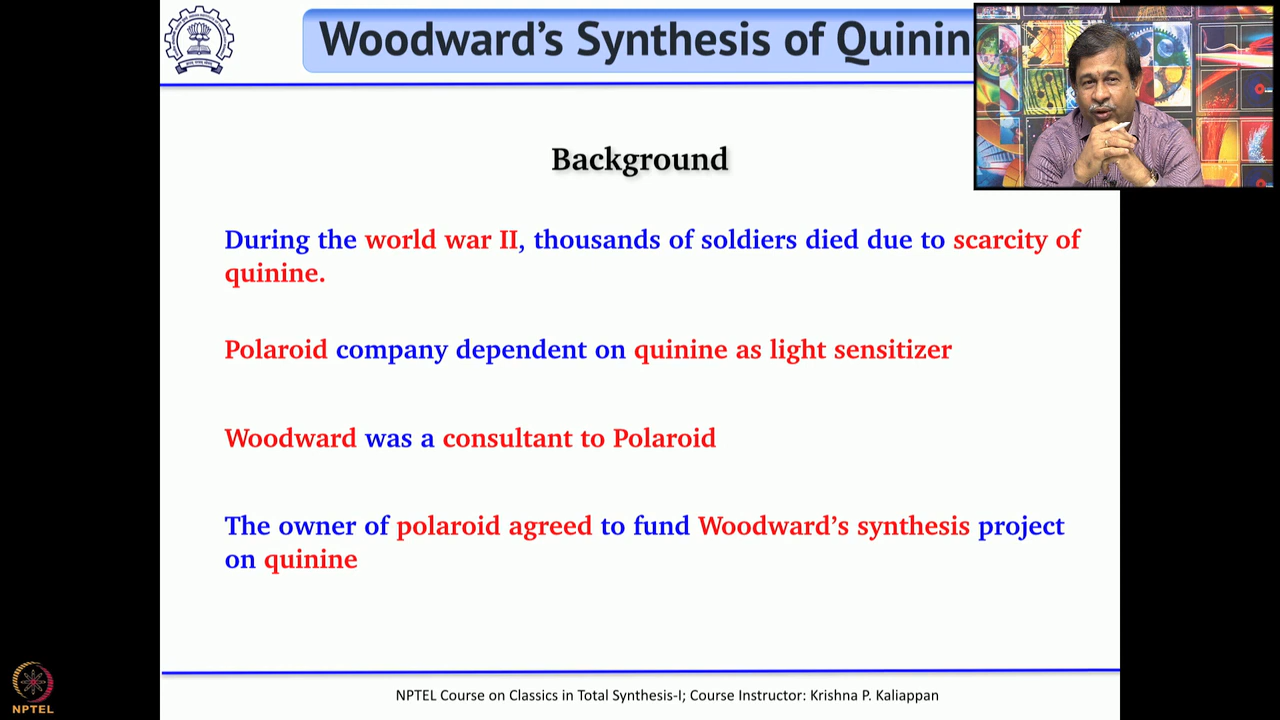 Woodward's Synthesis of Quinin
Background
During the world war II, thousands of soldiers died due to scarcity of
quinine.
Polaroid company dependent on quinine as light sensitizer
Woodward was a consultant to Polaroid
The owner of polaroid agreed to fund Woodward's synthesis project
on quinine
NPTEL Course on Classics in Total Synthesis-I; Course Instructor: Krishna P. Kaliappan
NPTEL